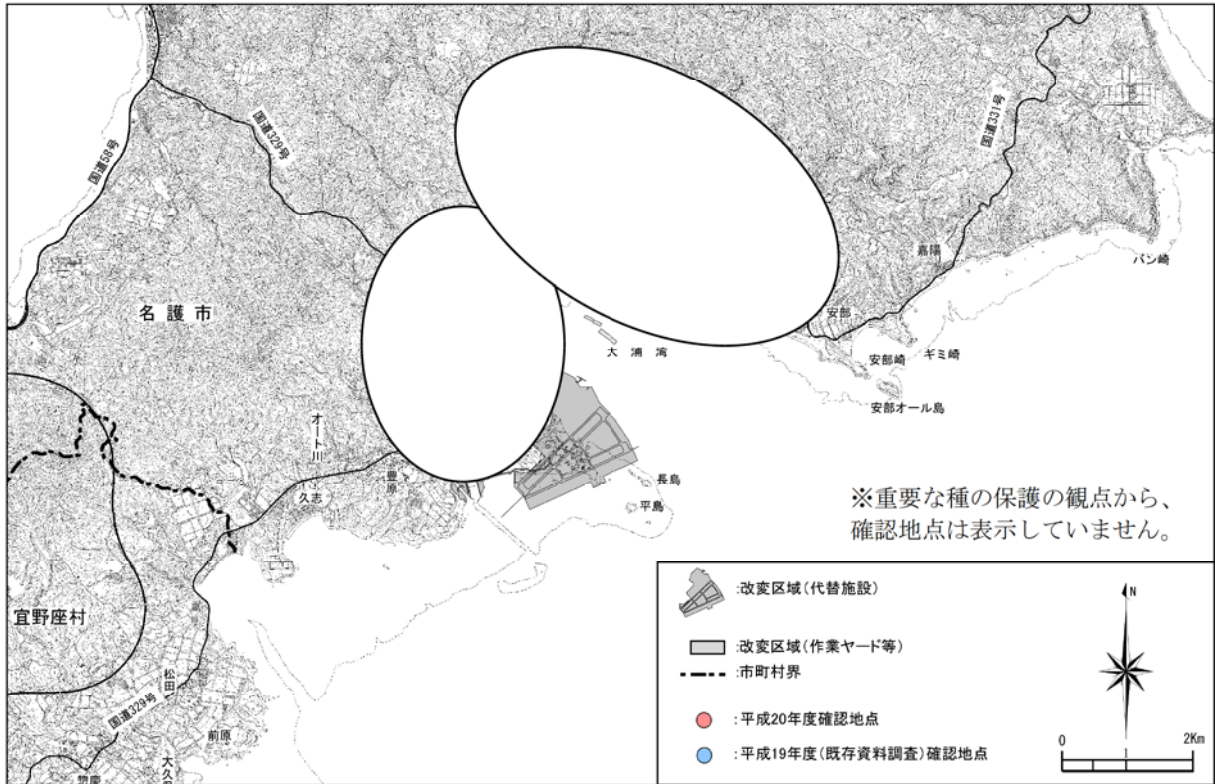 国道58号
国道329号
国道331号
名護市
嘉陽
バン崎
安部
大浦湾
安部崎
ギミ崎
安部オール島
オート川
豊原
久志
長島
平島
※重要な種の保護の観点から、
確認地点は表示していません。
宜野座村
松田
国道329号
前原
大久保
惣慶
:改変区域(代替施設)
:改変区域(作業ヤード等)
:市町村界
:平成20年度確認地点
:平成19年度(既存資料調査)確認地点
N
0 2Km